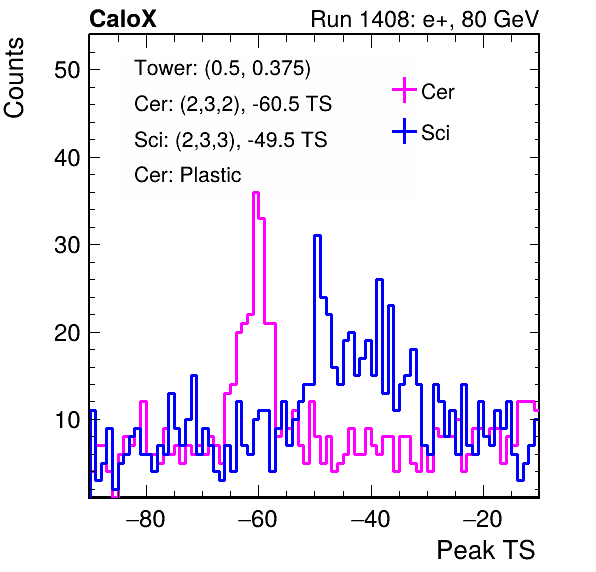 CaloX Run 1408: e+, 80 GeV
Counts
Tower: (0.5, 0.375)
Cer: (2,3,2), -60.5 TS
Sci: (2,3,3), -49.5 TS
Cer: Plastic
Cer
Sci
50
40
30
20
10
−80 −60 −40 −20
Peak TS